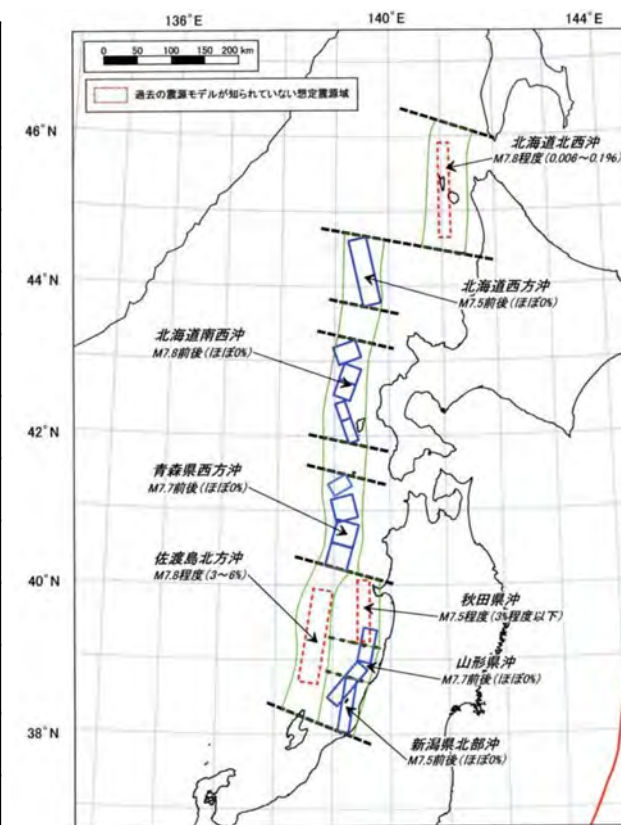 136°E
140°E
144°E
0 50 100 150 200 km
過去の震源モデルが知られていない想定震源域
46°N
44°N
42°N
40°N
38°N
北海道北西沖
M7.8程度(0.006~0.1%)
北海道西方沖
M7.5前後(ほぼ0%)
北海道南西沖
M7.8前後(ほぼ0%)
青森県西方沖
M7.7前後(ほぼ0%)
佐渡島北方沖
M7.8程度(3~6%)
秋田県沖
M7.5程度(3%程度以下)
山形県沖
M7.7前後(ほぼ0%)
新潟県北部沖
M7.5前後(ほぼ0%)